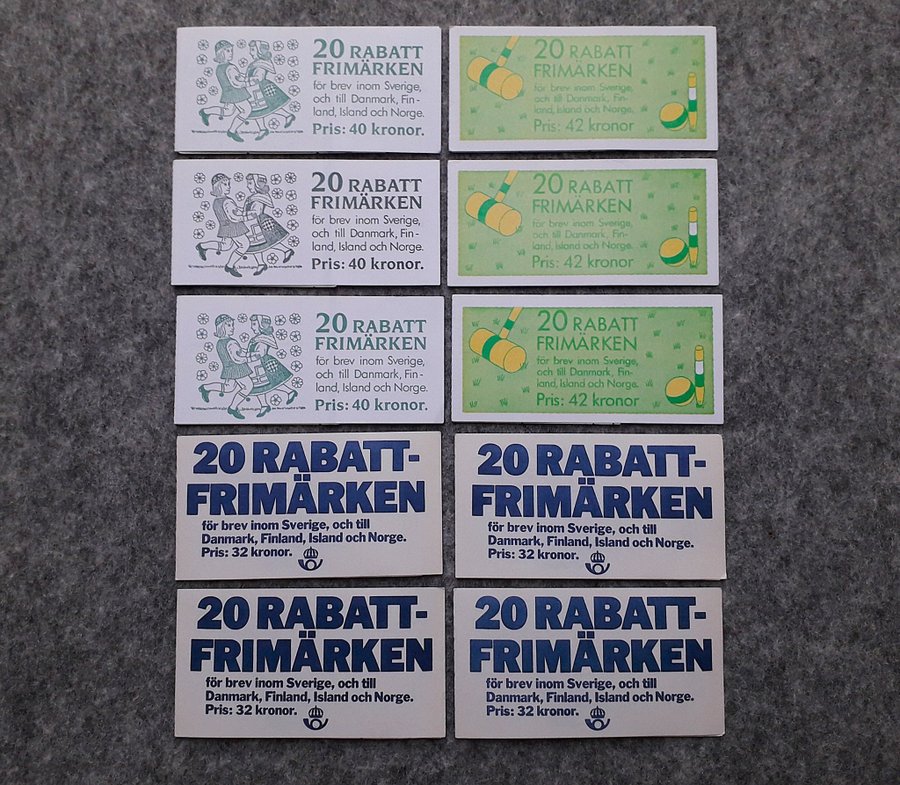 20 RABATT
FRIMÄRKEN
för brev inom Sverige,
och till Danmark, Fin-
land, Island och Norge.
Pris: 40 kronor.
20 RABATT
FRIMÄRKEN
för brev inom Sverige,
och till Danmark, Fin-
land, Island och Norge.
Pris: 42 kronor
20 RABATT
FRIMÄRKEN
för brev inom Sverige,
och till Danmark, Fin-
land, Island och Norge.
Pris: 40 kronor.
20 RABATT
FRIMÄRKEN
för brev inom Sverige,
och till Danmark, Fin-
land, Island och Norge.
Pris: 42 kronor
20 RABATT
FRIMÄRKEN
för brev inom Sverige,
och till Danmark, Fin-
land, Island och Norge.
Pris: 40 kronor.
20 RABATT
FRIMÄRKEN
för brev inom Sverige,
och till Danmark, Fin-
land, Island och Norge.
Pris: 42 kronor
20 RABATT-
FRIMÄRKEN
för brev inom Sverige, och till
Danmark, Finland, Island och Norge.
Pris: 32 kronor.
20 RABATT-
FRIMÄRKEN
för brev inom Sverige, och till
Danmark, Finland, Island och Norge.
Pris: 32 kronor.
20 RABATT-
FRIMÄRKEN
för brev inom Sverige, och till
Danmark, Finland, Island och Norge.
Pris: 32 kronor.
20 RABATT-
FRIMÄRKEN
för brev inom Sverige, och till
Danmark, Finland, Island och Norge.
Pris: 32 kronor.